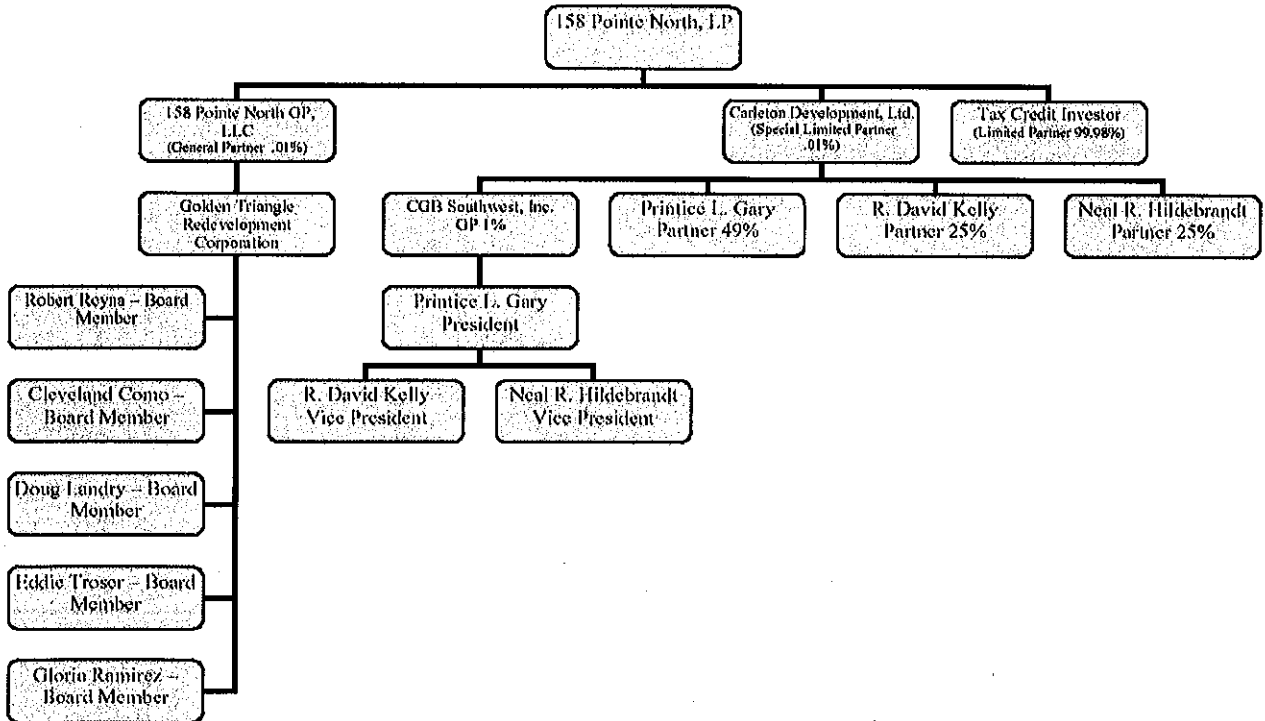 158 Pointe North, LP
158 Pointe North GP,
LLC
(General Partner .01%)
Carleton Development, Ltd.
(Special Limited Partner
.01%)
Tax Credit Investor
(Limited Partner 99.98%)
Golden Triangle
Redevelopment
Corporation
CGB Southwest, Inc.
GP 1%
Printice L. Gary
Partner 49%
R. David Kelly
Partner 25%
Neal R. Hildebrandt
Partner 25%
Robert Reyna – Board
Member
Printice L. Gary
President
Cleveland Como –
Board Member
R. David Kelly
Vice President
Neal R. Hildebrandt
Vice President
Doug Landry – Board
Member
Eddie Troser – Board
Member
Gloria Ramirez –
Board Member